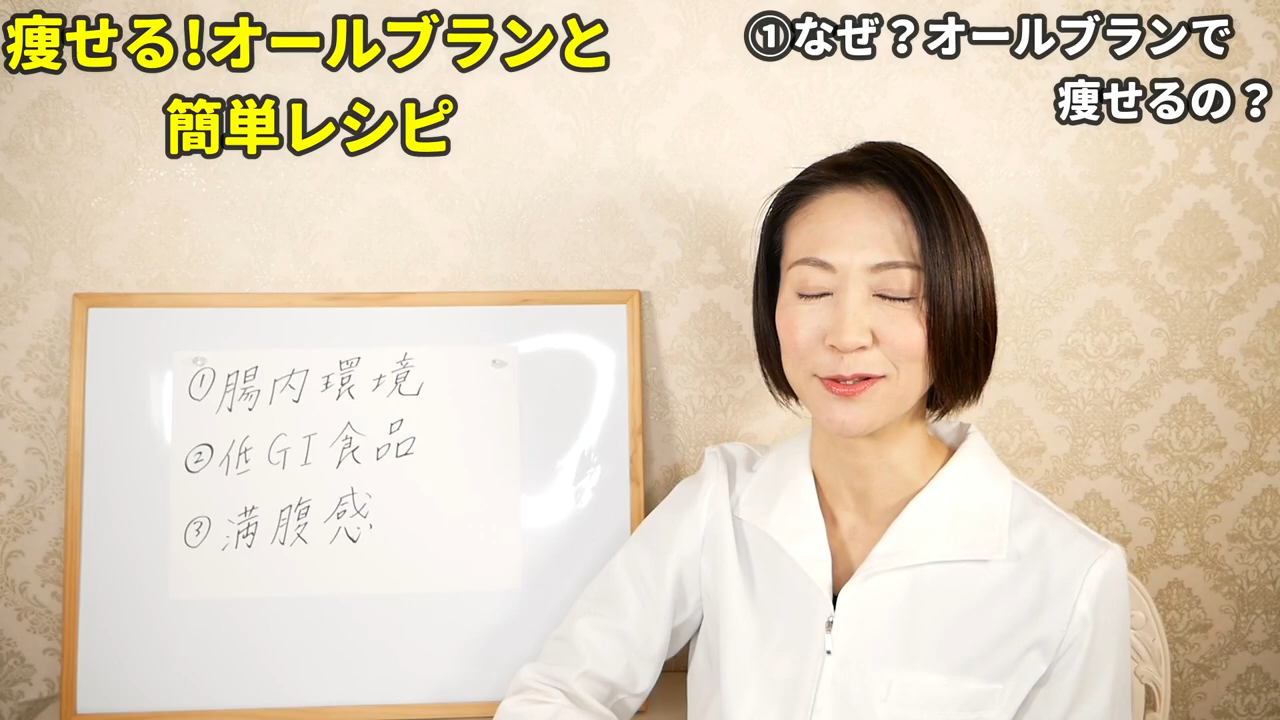 痩せる!オールブランと
簡単レシピ
①なぜ？オールブランで
痩せるの？
①腸内環境
②低GI食品
③満腹感